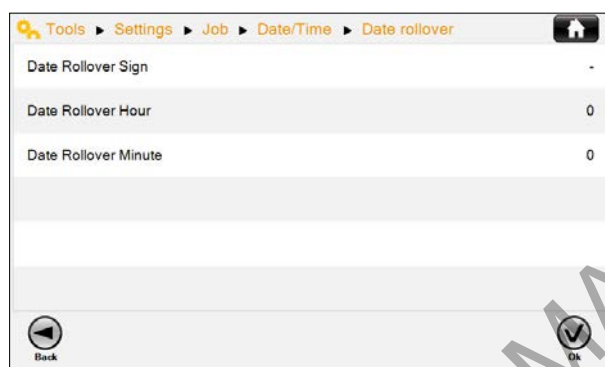 Tools ▶ Settings ▶ Job ▶ Date/Time ▶ Date rollover
Date Rollover Sign -
Date Rollover Hour 0
Date Rollover Minute 0
Back Ok